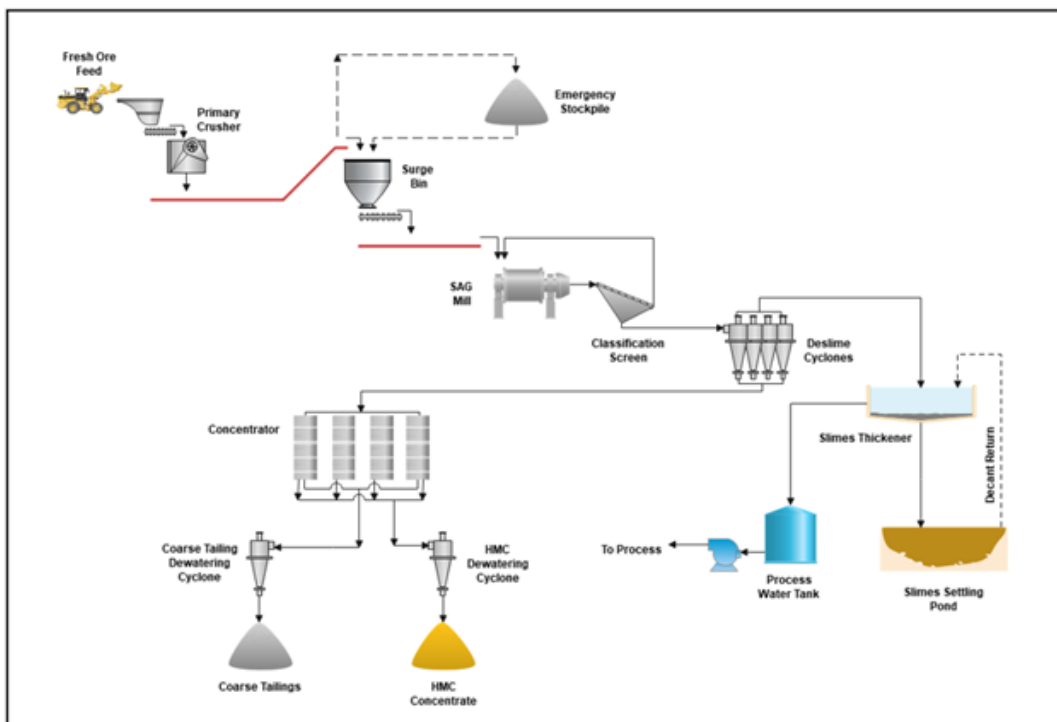 Fresh Ore
Feed
Primary
Crusher
Emergency
Stockpile
Surge
Bin
SAG
Mill
Classification
Screen
Deslime
Cyclones
Concentrator
Slimes Thickener
Decant Return
Coarse Tailing
Dewatering
Cyclone
HMC
Dewatering
Cyclone
To Process
Process
Water Tank
Slimes Settling
Pond
Coarse Tailings
HMC
Concentrate